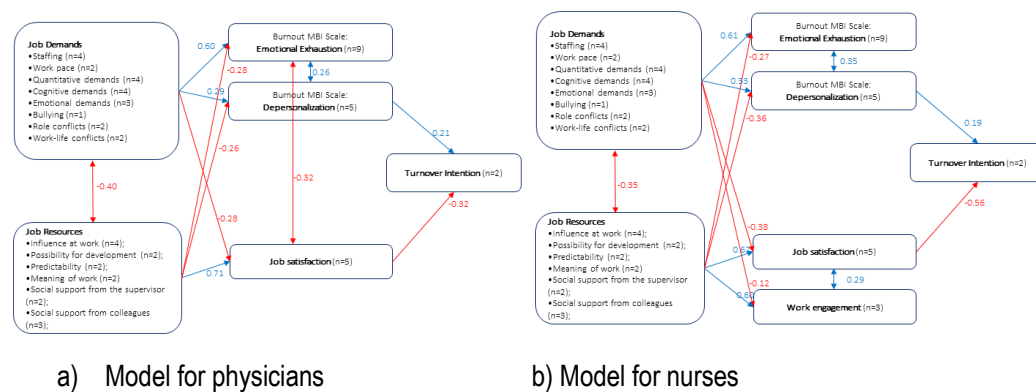 Job Demands
•Staffing (n=4)
•Work pace (n=2)
•Quantitative demands (n=4)
•Cognitive demands (n=4)
•Emotional demands (n=3)
•Bullying (n=1)
•Role conflicts (n=2)
•Work-life conflicts (n=2)
-0.40
Job Resources
•Influence at work (n=4);
•Possibility for development (n=2);
•Predictability (n=2);
•Meaning of work (n=2)
•Social support from the supervisor
(n=2);
•Social support from colleagues
(n=3);
0.60
-0.28
0.29
-0.26
-0.28
0.71
Burnout MBI Scale:
Emotional Exhaustion (n=9)
0.26
Burnout MBI Scale:
Depersonalization (n=5)
-0.32
Job satisfaction (n=5)
0.21
Turnover Intention (n=2)
-0.32
a) Model for physicians
Job Demands
•Staffing (n=4)
•Work pace (n=2)
•Quantitative demands (n=4)
•Cognitive demands (n=4)
•Emotional demands (n=3)
•Bullying (n=1)
•Role conflicts (n=2)
•Work-life conflicts (n=2)
-0.35
Job Resources
•Influence at work (n=4);
•Possibility for development (n=2);
•Predictability (n=2);
•Meaning of work (n=2)
•Social support from the supervisor
(n=2);
•Social support from colleagues
(n=3);
0.61
-0.27
0.33
-0.36
-0.38
-0.12
0.60
Burnout MBI Scale:
Emotional Exhaustion (n=9)
0.35
Burnout MBI Scale:
Depersonalization (n=5)
Job satisfaction (n=5)
0.29
Work engagement (n=3)
0.19
Turnover Intention (n=2)
-0.56
b) Model for nurses